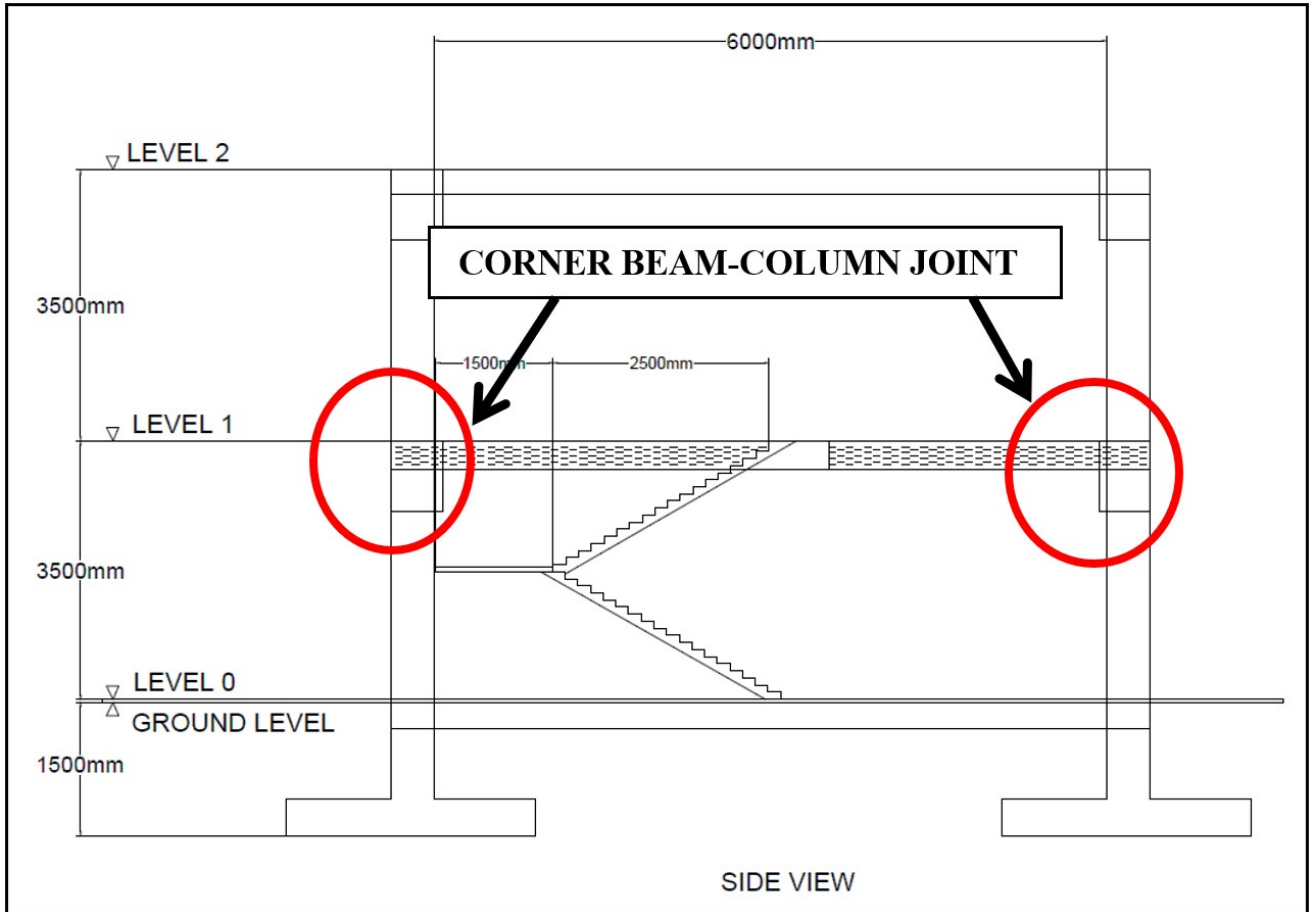 6000mm
LEVEL 2
CORNER BEAM-COLUMN JOINT
3500mm
1500mm
2500mm
LEVEL 1
3500mm
LEVEL 0
GROUND LEVEL
1500mm
SIDE VIEW